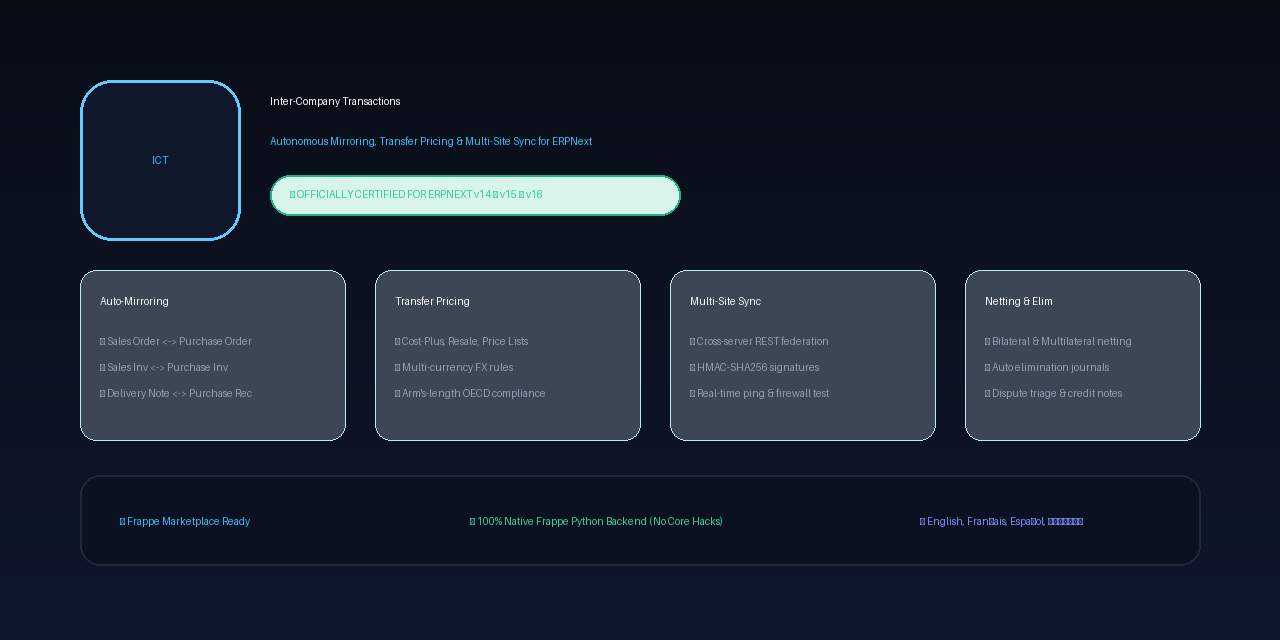 ICT
Inter-Company Transactions
Autonomous Mirroring, Transfer Pricing & Multi-Site Sync for ERPNext
OFFICIALLY CERTIFIED FOR ERPNEXT v14 v15 v16
Auto-Mirroring
Sales Order <-> Purchase Order
Sales Inv <-> Purchase Inv
Delivery Note <-> Purchase Rec
Transfer Pricing
Cost-Plus, Resale, Price Lists
Multi-currency FX rules
Arm's-length OECD compliance
Multi-Site Sync
Cross-server REST federation
HMAC-SHA256 signatures
Real-time ping & firewall test
Netting & Elim
Bilateral & Multilateral netting
Auto elimination journals
Dispute triage & credit notes
Frappe Marketplace Ready
100% Native Frappe Python Backend (No Core Hacks)
English, Fran▯ais, Espa▯ol, ▯▯▯▯▯▯▯